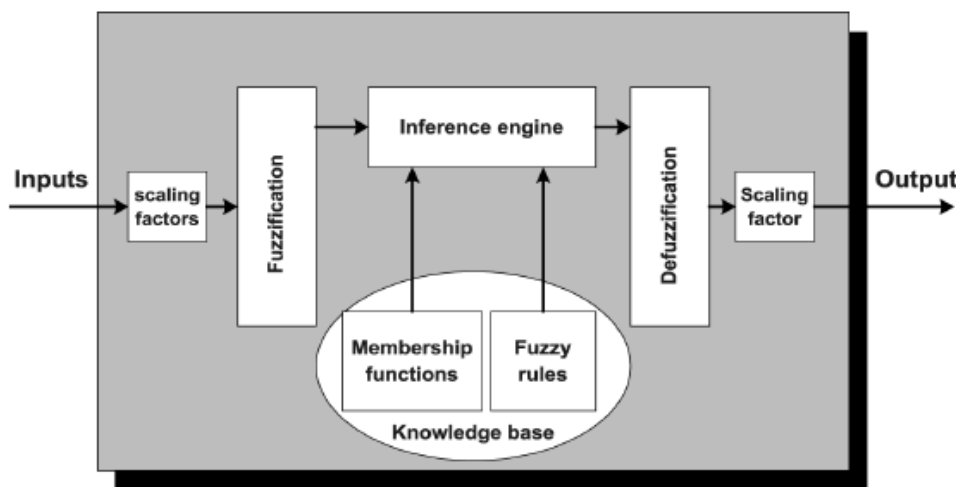 Inputs
scaling
factors
Fuzzification
Inference engine
Defuzzification
Scaling
factor
Output
Membership
functions
Fuzzy
rules
Knowledge base